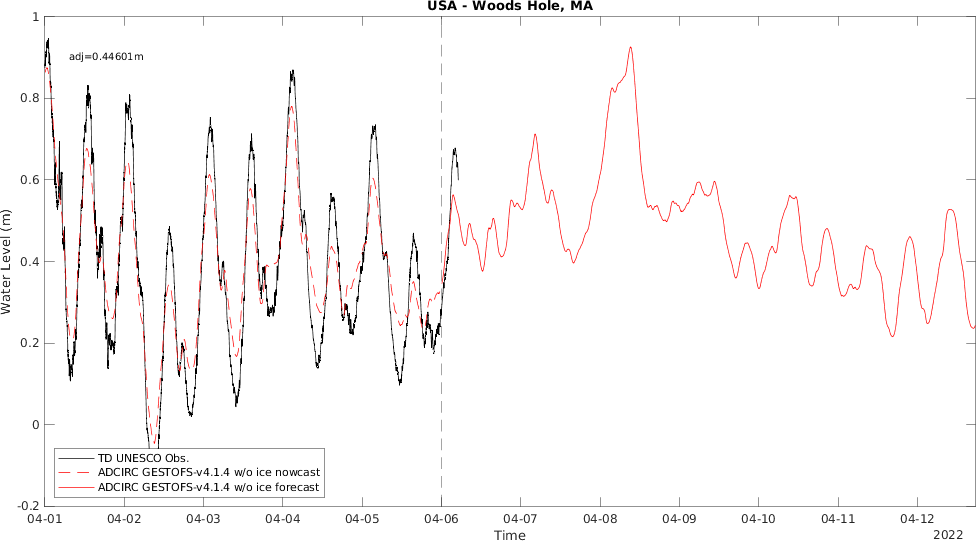 USA - Woods Hole, MA
adj=0.44601m
Water Level (m)
1
0.8
0.6
0.4
0.2
0
-0.2
TD UNESCO Obs.
ADCIRC GESTOFS-v4.1.4 w/o ice nowcast
ADCIRC GESTOFS-v4.1.4 w/o ice forecast
04-01 04-02 04-03 04-04 04-05 04-06 04-07 04-08 04-09 04-10 04-11 04-12
Time
2022